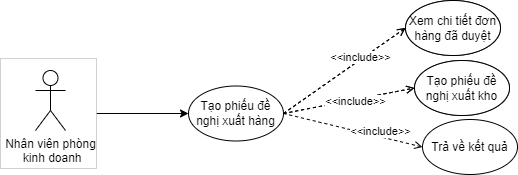 Xem chi tiết đơn
hàng đã duyệt
<<include>>
Tạo phiếu đề
nghị xuất kho
<<include>>
Tạo phiếu đề
nghị xuất hàng
<<include>>
Nhân viên phòng
kinh doanh
Trả về kết quả